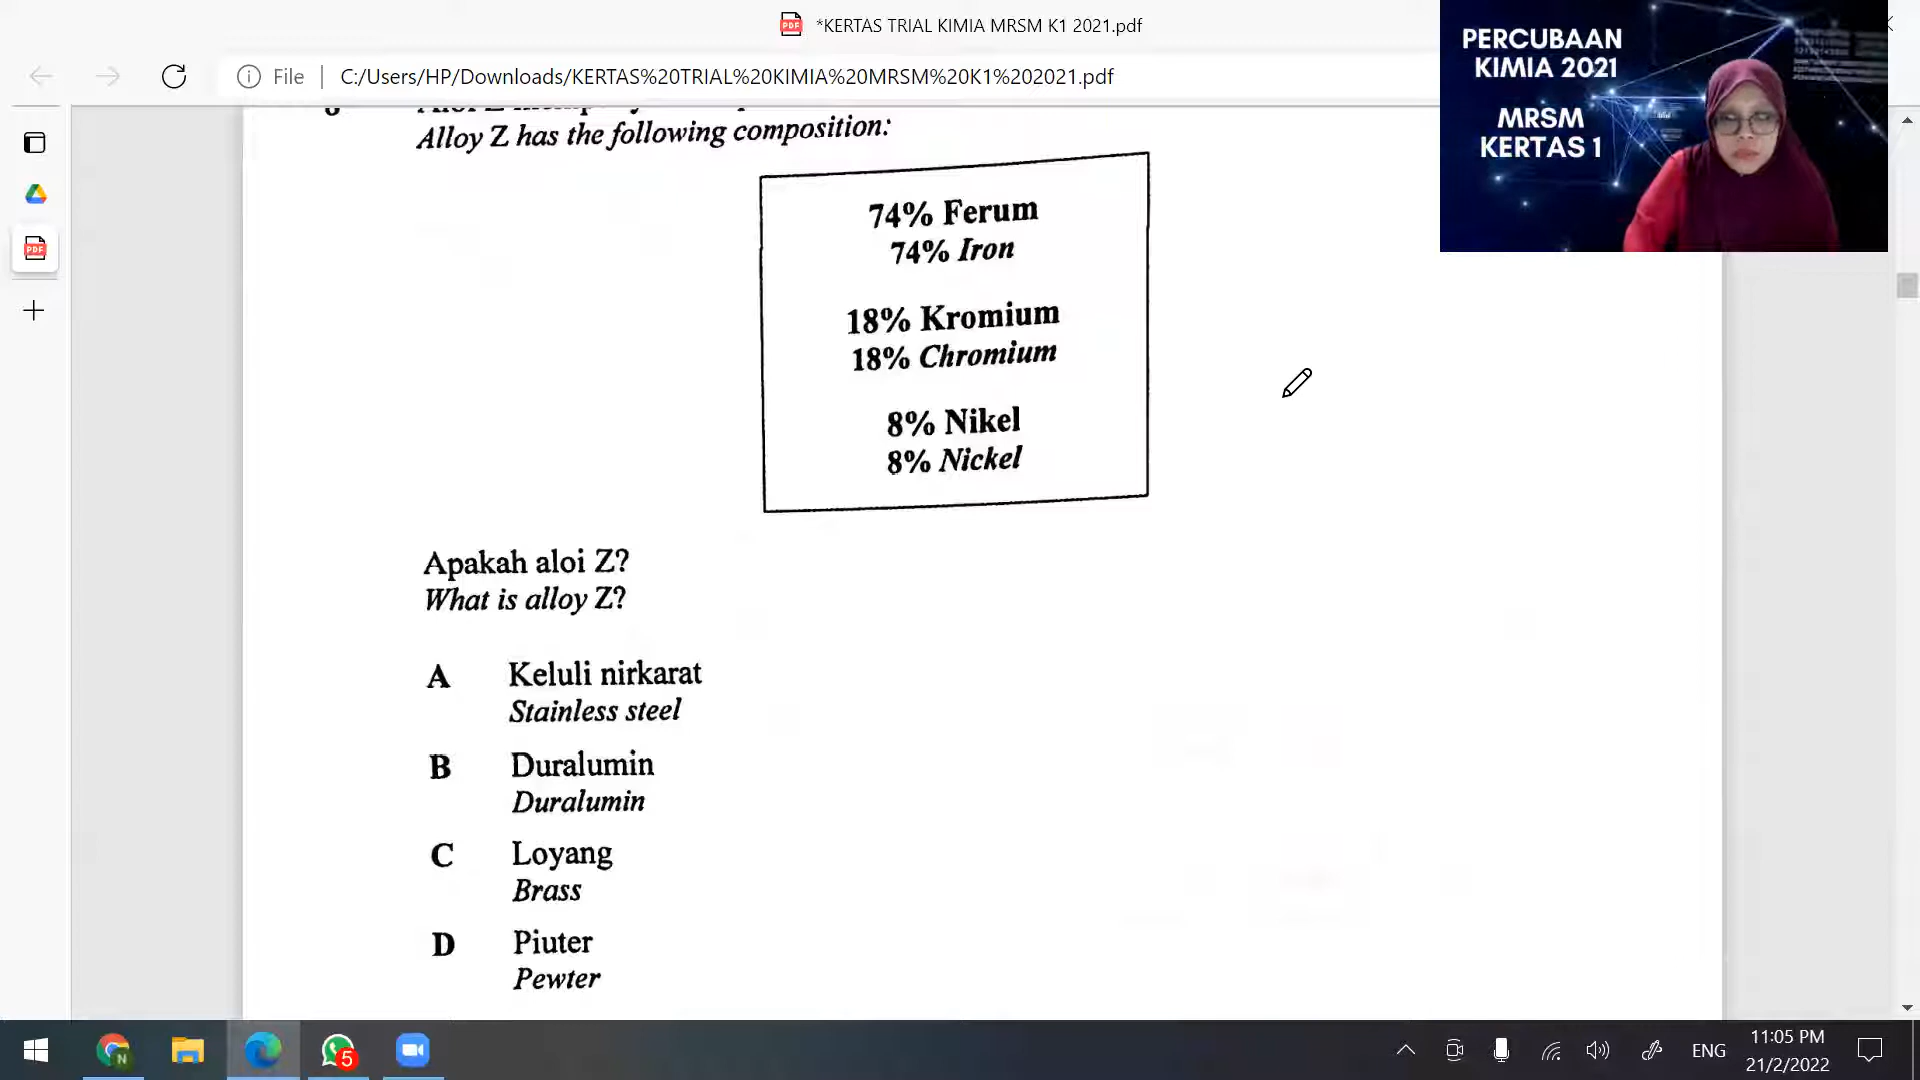 *KERTAS TRIAL KIMIA MRSM K1 2021.pdf
File
C:/Users/HP/Downloads/KERTAS%20TRIAL%20KIMIA%20MRSM%20K1%202021.pdf
PERCUBAAN
KIMIA 2021
MRSM
KERTAS 1
Alloy Z has the following composition:
74% Ferum
74% Iron
18% Kromium
18% Chromium
8% Nikel
8% Nickel
Apakah aloi Z?
What is alloy Z?
A Keluli nirkarat
Stainless steel
B Duralumin
Duralumin
C Loyang
Brass
D Piuter
Pewter
N
5
ENG
11:05 PM
21/2/2022